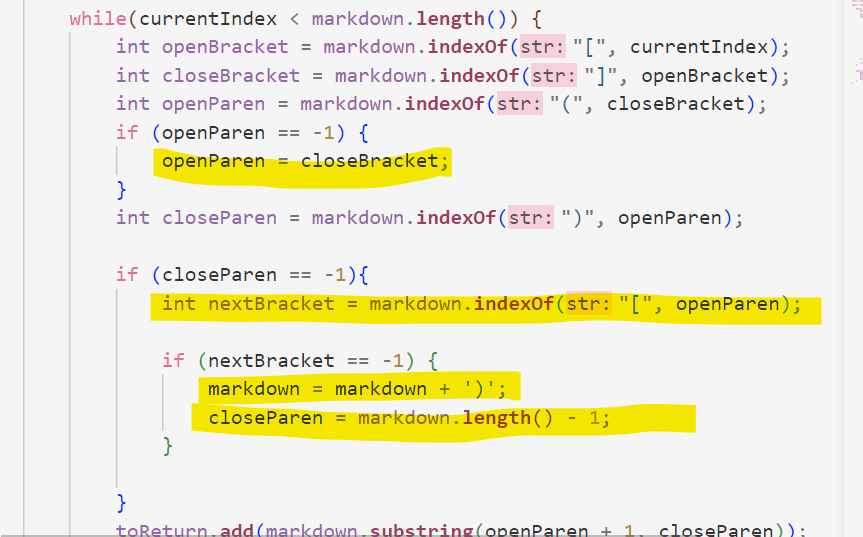 while(currentIndex < markdown.length()) {
int openBracket = markdown.indexOf(str: "[", currentIndex);
int closeBracket = markdown.indexOf(str: "]", openBracket);
int openParen = markdown.indexOf(str: "(", closeBracket);
if (openParen == -1) {
openParen = closeBracket;
}
int closeParen = markdown.indexOf(str: ")", openParen);
if (closeParen == -1){
int nextBracket = markdown.indexOf(str: "[", openParen);
if (nextBracket == -1) {
markdown = markdown + ')';
closeParen = markdown.length() - 1;
}
}
toReturn.add(markdown.substring(openParen + 1, closeParen));